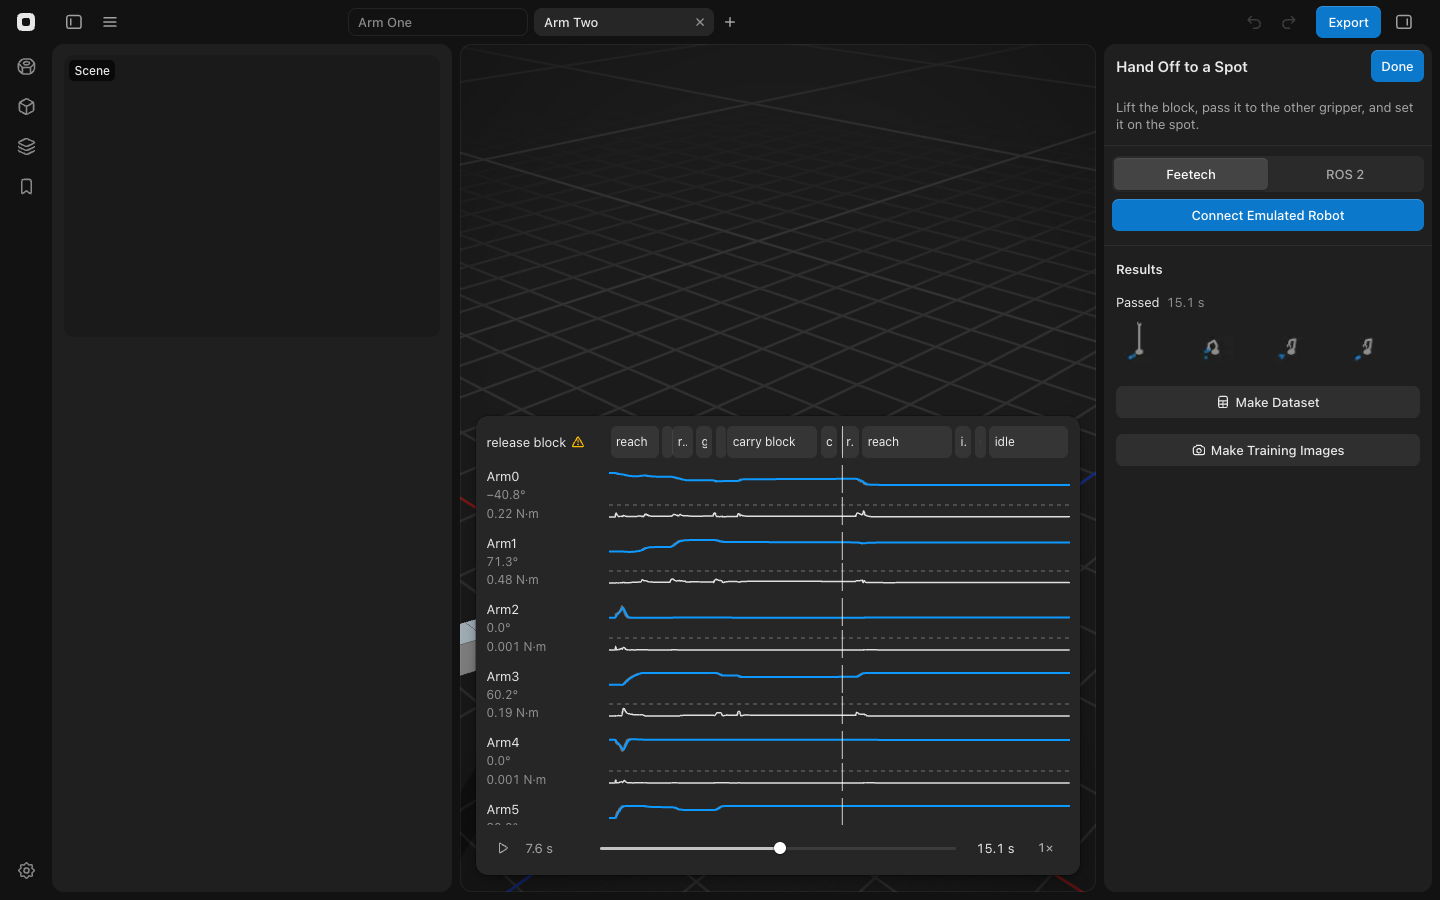 Arm One
Arm Two
Export
Scene
Hand Off to a Spot
Done
Lift the block, pass it to the other gripper, and set
it on the spot.
Feetech
ROS 2
Connect Emulated Robot
Results
Passed 15.1 s
Make Dataset
Make Training Images
release block
reach
r..
g
carry block
c
r.
reach
i.
idle
Arm0
−40.8°
0.22 N·m
Arm1
71.3°
0.48 N·m
Arm2
0.0°
0.001 N·m
Arm3
60.2°
0.19 N·m
Arm4
0.0°
0.001 N·m
Arm5
7.6 s
15.1 s
1×